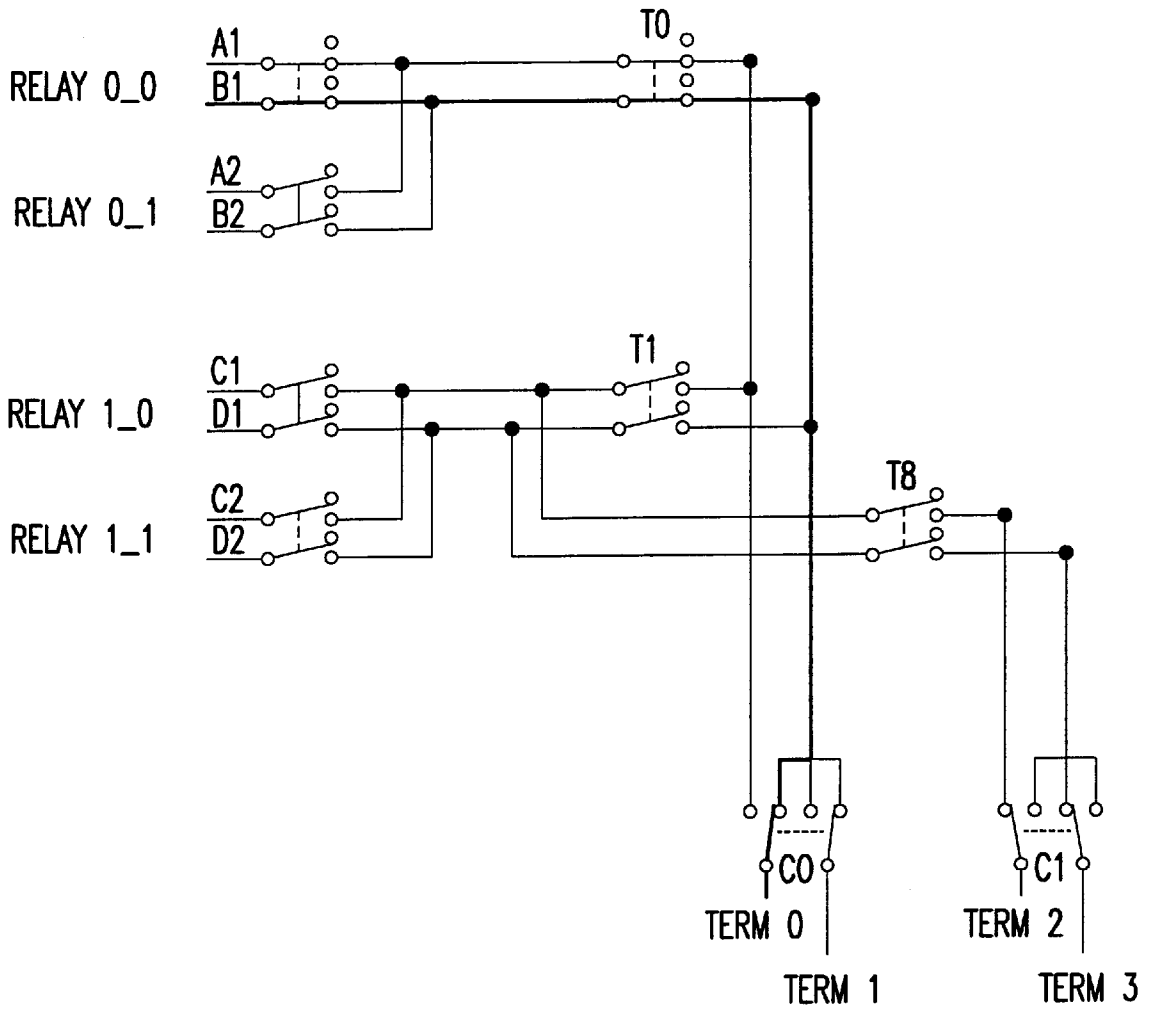 A1
T0
RELAY 0_0
B1
A2
RELAY 0_1
B2
C1
T1
RELAY 1_0
D1
T8
C2
RELAY 1_1
D2
C0
C1
TERM 0
TERM 2
TERM 1
TERM 3